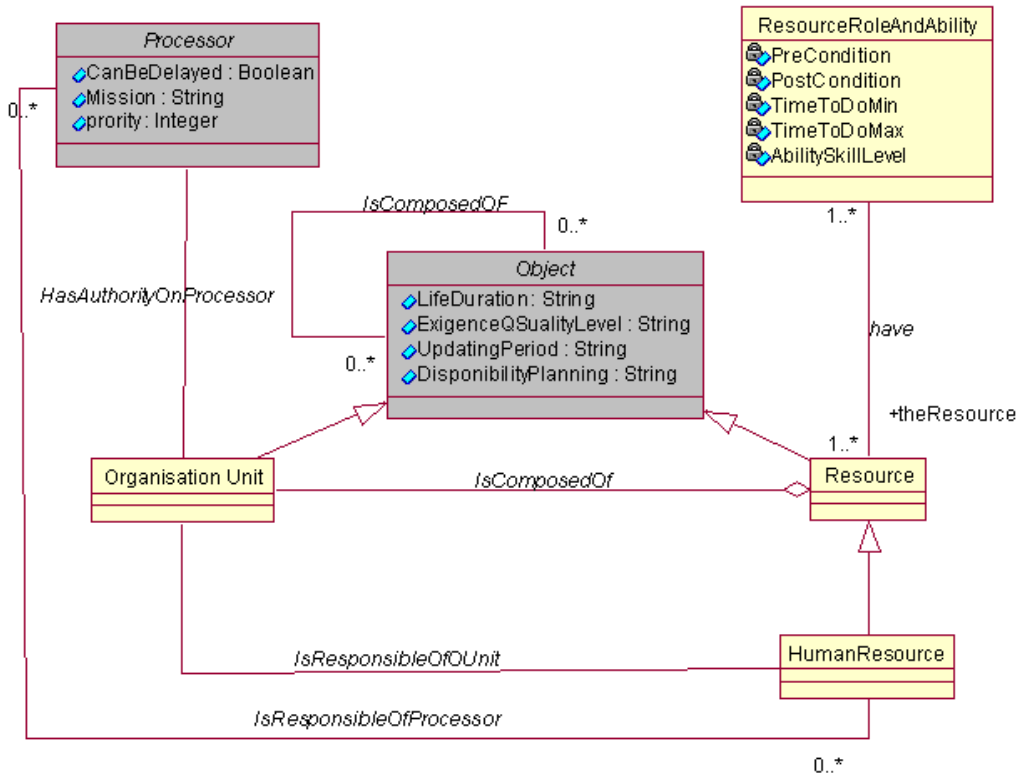 Processor
CanBeDelayed : Boolean
Mission : String
prority : Integer
0..*
ResourceRoleAndAbility
PreCondition
PostCondition
TimeToDoMin
TimeToDoMax
AbilitySkillLevel
1..*
IsComposedOF
0..*
Object
LifeDuration : String
ExigenceQSualityLevel : String
UpdatingPeriod : String
DisponibilityPlanning : String
0..*
HasAuthorityOnProcessor
have
+theResource
1..*
Organisation Unit
IsComposedOf
Resource
IsResponsibleOfOUnit
HumanResource
IsResponsibleOfProcessor
0..*